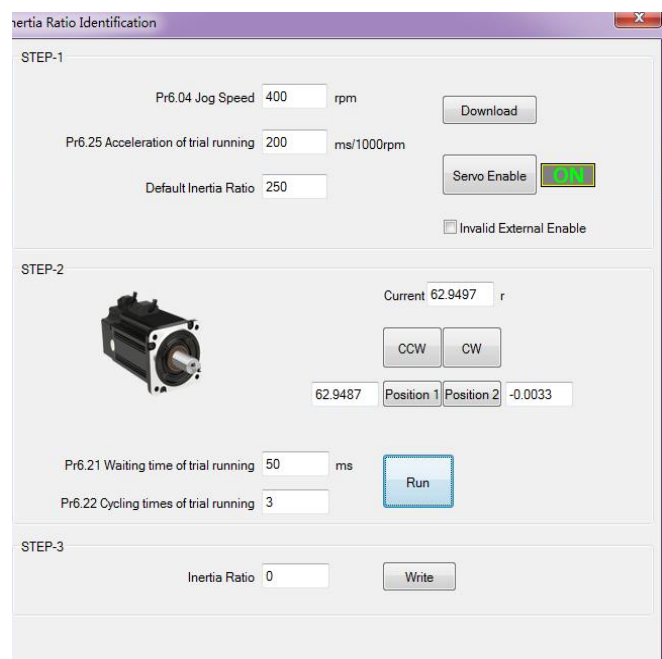 nertia Ratio Identification
x
STEP-1
Pr6.04 Jog Speed 400 rpm
Download
Pr6.25 Acceleration of trial running 200 ms/1000rpm
Servo Enable ON
Default Inertia Ratio 250
Invalid External Enable
STEP-2
Current 62.9497 r
CCW CW
62.9487 Position 1 Position 2 -0.0033
Pr6.21 Waiting time of trial running 50 ms
Run
Pr6.22 Cycling times of trial running 3
STEP-3
Inertia Ratio 0 Write